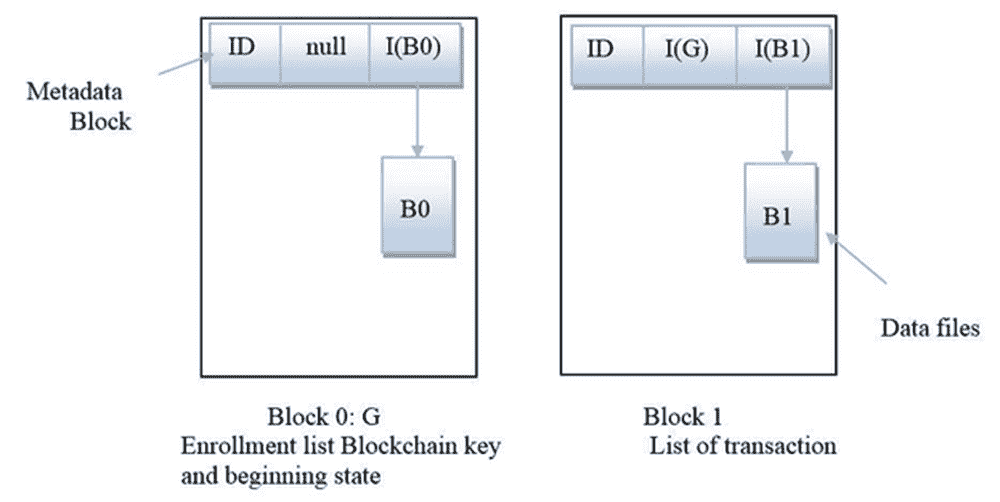 ID null I(B0)
ID I(G) I(B1)
Metadata
Block
B0
B1
Data files
Block 0: G
Enrollment list Blockchain key
and beginning state
Block 1
List of transaction